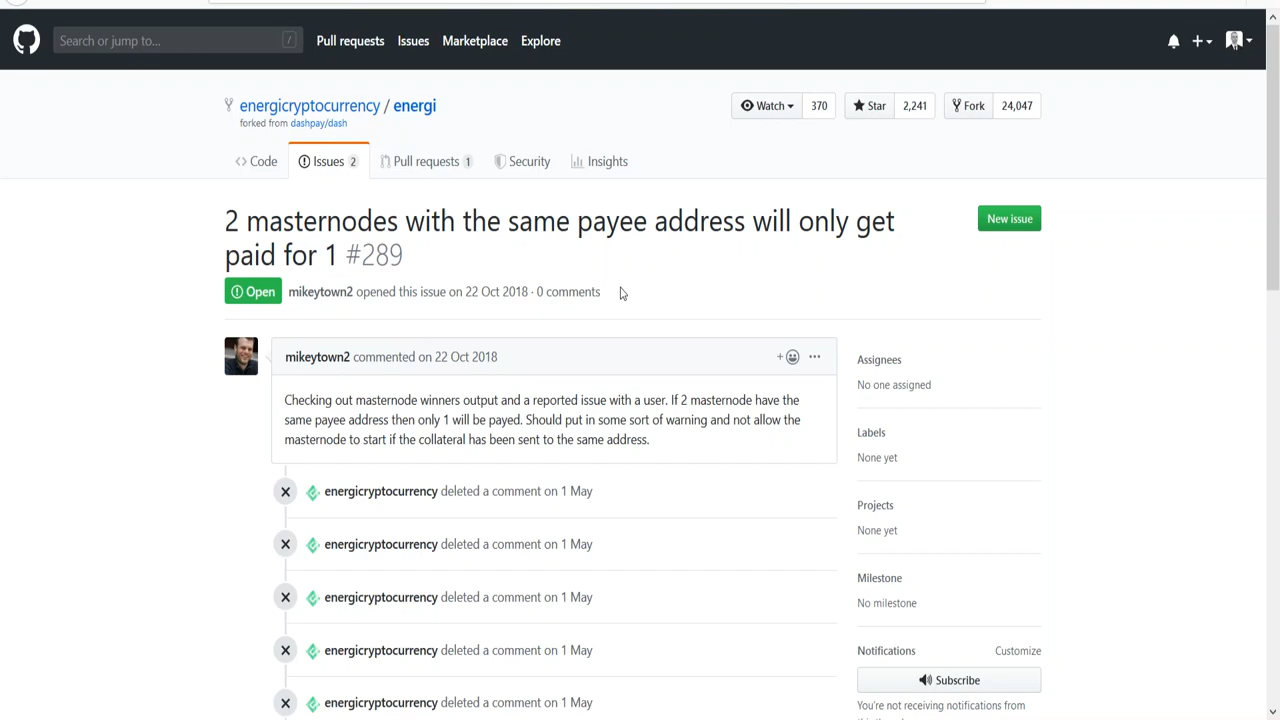 Search or jump to... /
Pull requests Issues Marketplace Explore
energicryptocurrency / energi
forked from dashpay/dash
Watch 370 Star 2,241 Fork 24,047
Code Issues 2 Pull requests 1 Security Insights
2 masternodes with the same payee address will only get
paid for 1 #289
New issue
Open mikeytown2 opened this issue on 22 Oct 2018 · 0 comments
mikeytown2 commented on 22 Oct 2018
Checking out masternode winners output and a reported issue with a user. If 2 masternode have the
same payee address then only 1 will be payed. Should put in some sort of warning and not allow the
masternode to start if the collateral has been sent to the same address.
energicryptocurrency deleted a comment on 1 May
energicryptocurrency deleted a comment on 1 May
energicryptocurrency deleted a comment on 1 May
energicryptocurrency deleted a comment on 1 May
energicryptocurrency deleted a comment on 1 May
Assignees
No one assigned
Labels
None yet
Projects
None yet
Milestone
No milestone
Notifications Customize
Subscribe
You're not receiving notifications from